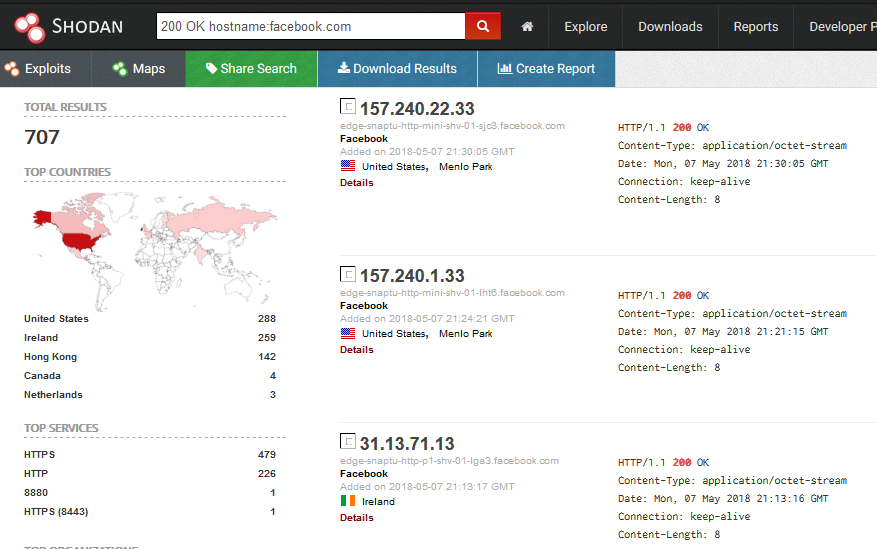 SHODAN
200 OK hostname:facebook.com
Explore
Downloads
Reports
Developer P
Exploits
Maps
Share Search
Download Results
Create Report
TOTAL RESULTS
707
TOP COUNTRIES
United States 288
Ireland 259
Hong Kong 142
Canada 4
Netherlands 3
TOP SERVICES
HTTPS 479
HTTP 226
8880 1
HTTPS (8443) 1
TOP ORGANIZATIONS
157.240.22.33
edge-snaptu-http-mini-shv-01-sjc3.facebook.com
Facebook
Added on 2018-05-07 21:30:05 GMT
United States, Menlo Park
Details
HTTP/1.1 200 OK
Content-Type: application/octet-stream
Date: Mon, 07 May 2018 21:30:05 GMT
Connection: keep-alive
Content-Length: 8
157.240.1.33
edge-snaptu-http-mini-shv-01-lht6.facebook.com
Facebook
Added on 2018-05-07 21:24:21 GMT
United States, Menlo Park
Details
HTTP/1.1 200 OK
Content-Type: application/octet-stream
Date: Mon, 07 May 2018 21:21:15 GMT
Connection: keep-alive
Content-Length: 8
31.13.71.13
edge-snaptu-http-p1-shv-01-lga3.facebook.com
Facebook
Added on 2018-05-07 21:13:17 GMT
Ireland
Details
HTTP/1.1 200 OK
Content-Type: application/octet-stream
Date: Mon, 07 May 2018 21:13:16 GMT
Connection: keep-alive
Content-Length: 8